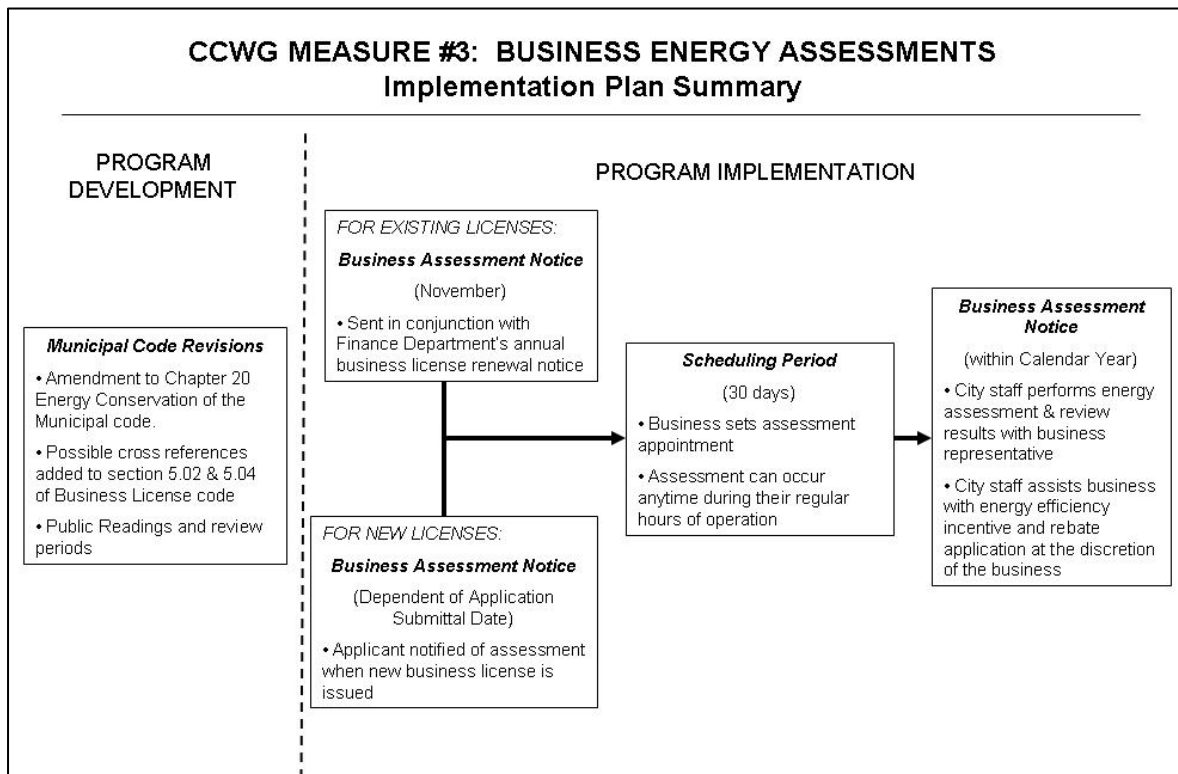 CCWG MEASURE #3: BUSINESS ENERGY ASSESSMENTS
Implementation Plan Summary
PROGRAM
DEVELOPMENT
PROGRAM IMPLEMENTATION
Municipal Code Revisions
• Amendment to Chapter 20
Energy Conservation of the
Municipal code.
• Possible cross references
added to section 5.02 & 5.04
of Business License code
• Public Readings and review
periods
FOR EXISTING LICENSES:
Business Assessment Notice
(November)
• Sent in conjunction with
Finance Department's annual
business license renewal notice
FOR NEW LICENSES:
Business Assessment Notice
(Dependent of Application
Submittal Date)
• Applicant notified of assessment
when new business license is
issued
Scheduling Period
(30 days)
• Business sets assessment
appointment
• Assessment can occur
anytime during their regular
hours of operation
Business Assessment
Notice
(within Calendar Year)
• City staff performs energy
assessment & review
results with business
representative
• City staff assists business
with energy efficiency
incentive and rebate
application at the discretion
of the business